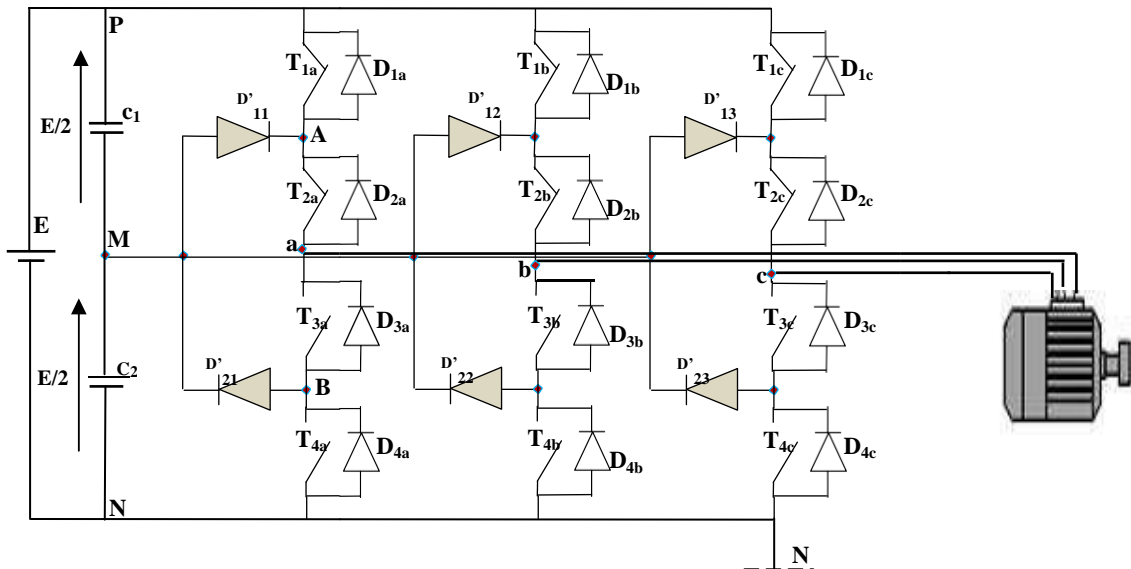 P
T1a
D1a
T1b
D1b
T1c
D1c
C1
E/2
D'11
A
D'12
D'13
T2a
D2a
T2b
D2b
T2c
D2c
E
M
a
b
c
T3a
D3a
T3b
D3b
T3c
D3c
E/2
C2
D'21
B
D'22
D'23
T4a
D4a
T4b
D4b
T4c
D4c
N
N